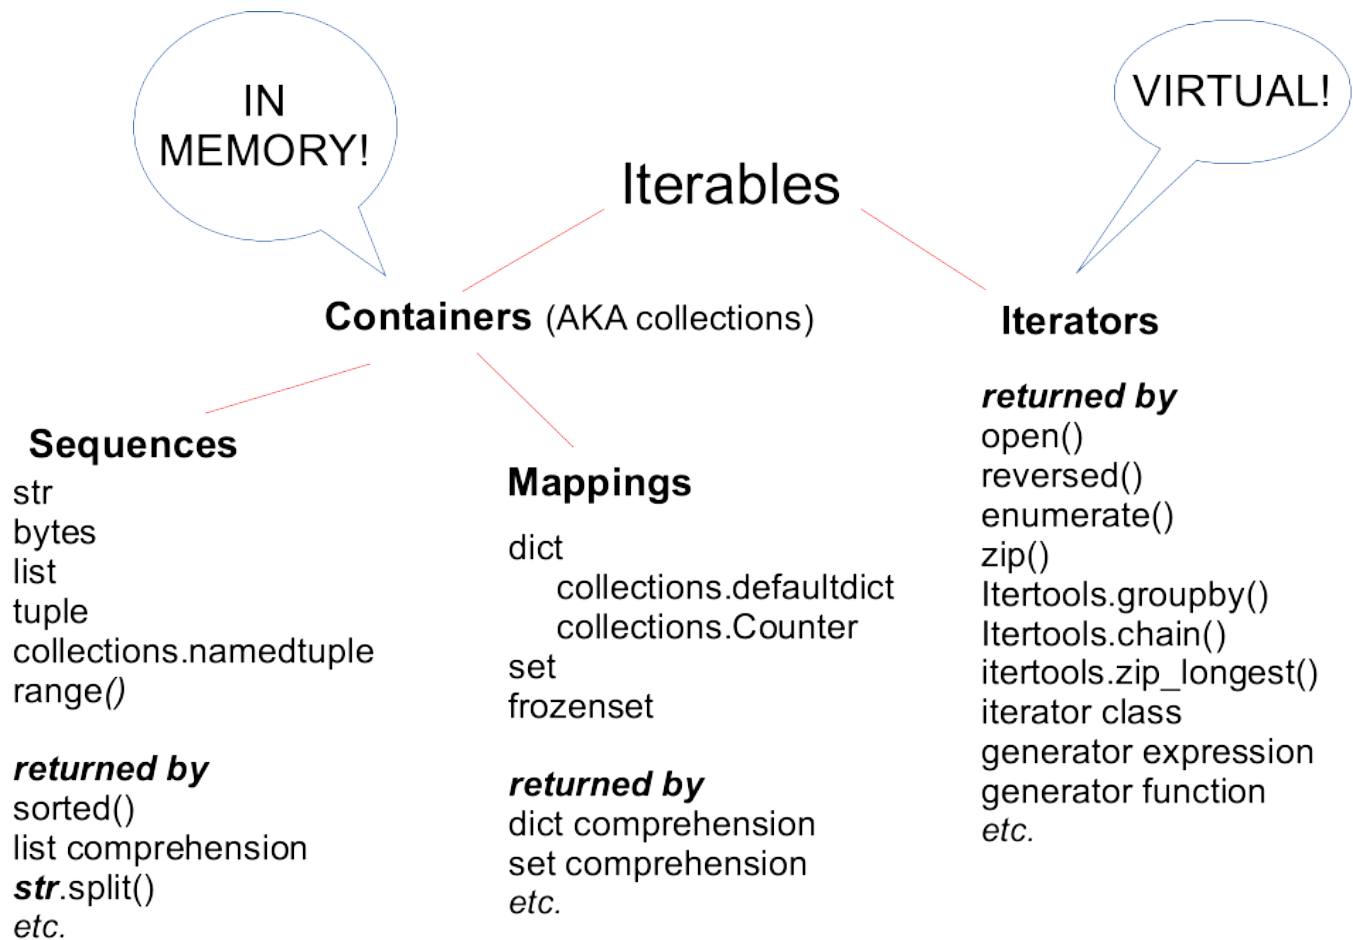 IN
MEMORY!
VIRTUAL!
Iterables
Containers (AKA collections)
Iterators
Sequences
str
bytes
list
tuple
collections.namedtuple
range()
returned by
sorted()
list comprehension
str.split()
etc.
Mappings
dict
collections.defaultdict
collections.Counter
set
frozenset
returned by
dict comprehension
set comprehension
etc.
returned by
open()
reversed()
enumerate()
zip()
Itertools.groupby()
Itertools.chain()
itertools.zip_longest()
iterator class
generator expression
generator function
etc.